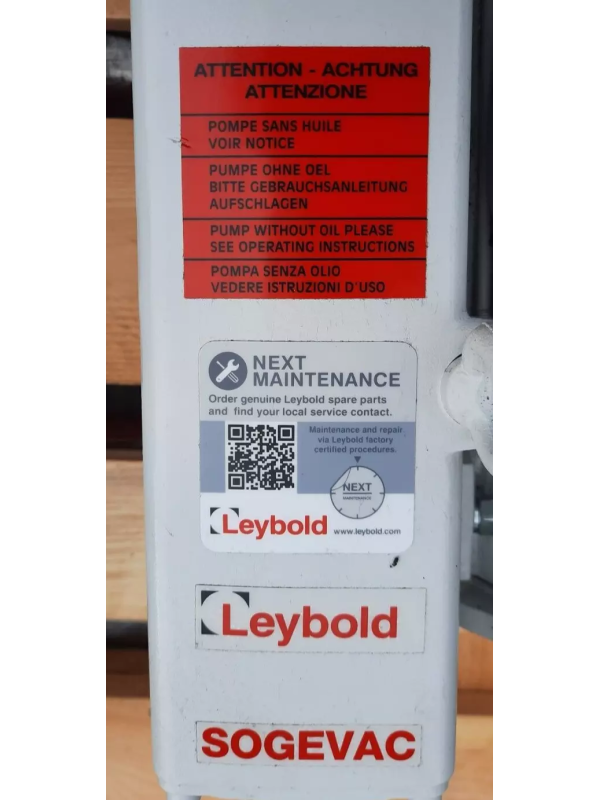 ATTENTION - ACHTUNG
ATTENZIONE
POMPE SANS HUILE
VOIR NOTICE
PUMPE OHNE OEL
BITTE GEBRAUCHSANLEITUNG
AUFSCHLAGEN
PUMP WITHOUT OIL PLEASE
SEE OPERATING INSTRUCTIONS
POMPA SENZA OLIO
VEDERE ISTRUZIONI D'USO
NEXT
MAINTENANCE
Order genuine Leybold spare parts
and find your local service contact.
Maintenance and repair
via Leybold factory
certified procedures.
NEXT
MAINTENANCE
Leybold www.leybold.com
Leybold
SOGEVAC